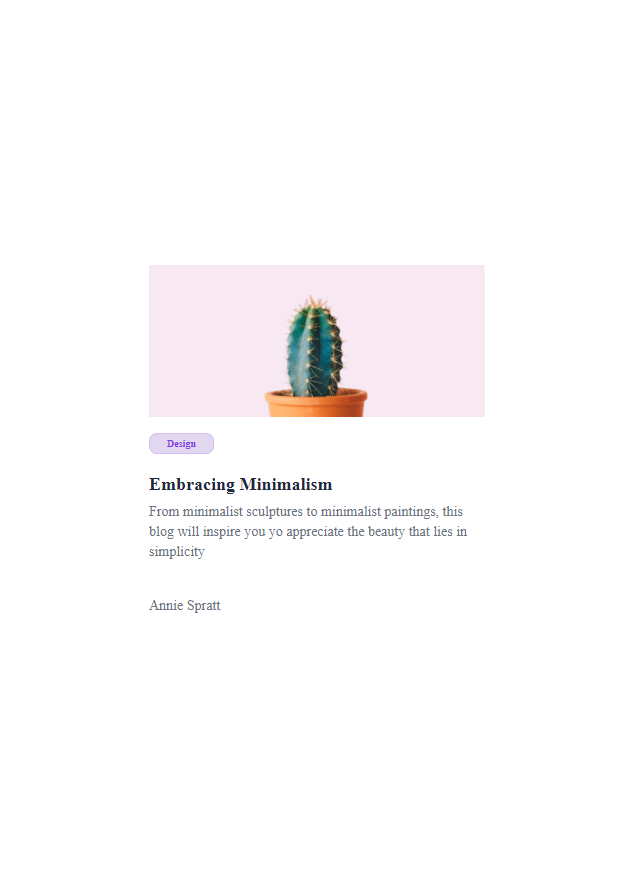 Design
Embracing Minimalism
From minimalist sculptures to minimalist paintings, this
blog will inspire you yo appreciate the beauty that lies in
simplicity
Annie Spratt